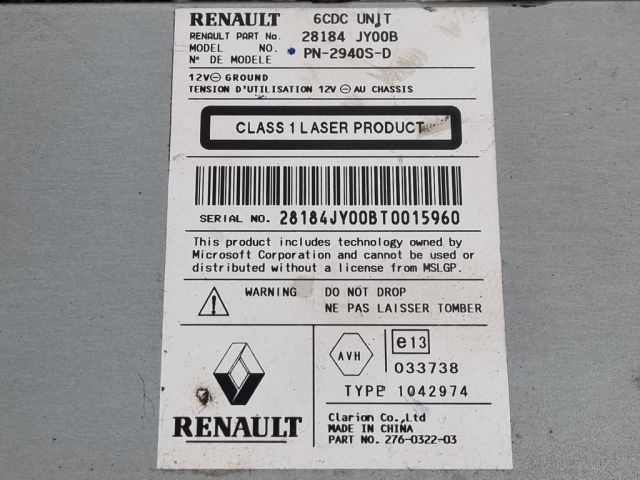 RENAULT 6CDC UNIT
RENAULT PART No. 28184 JY00B
MODEL NO. PN-2940S-D
N° DE MODELE
12V⊖ GROUND
TENSION D'UTILISATION 12V⊖ AU CHASSIS
CLASS 1 LASER PRODUCT
SERIAL NO. 28184JY00BT0015960
This product includes technology owned by
Microsoft Corporation and cannot be used or
distributed without a license from MSLGP.
WARNING DO NOT DROP
NE PAS LAISSER TOMBER
AVH e13
033738
TYPE 1042974
RENAULT
Clarion Co.,Ltd
MADE IN CHINA
PART NO. 276-0322-03